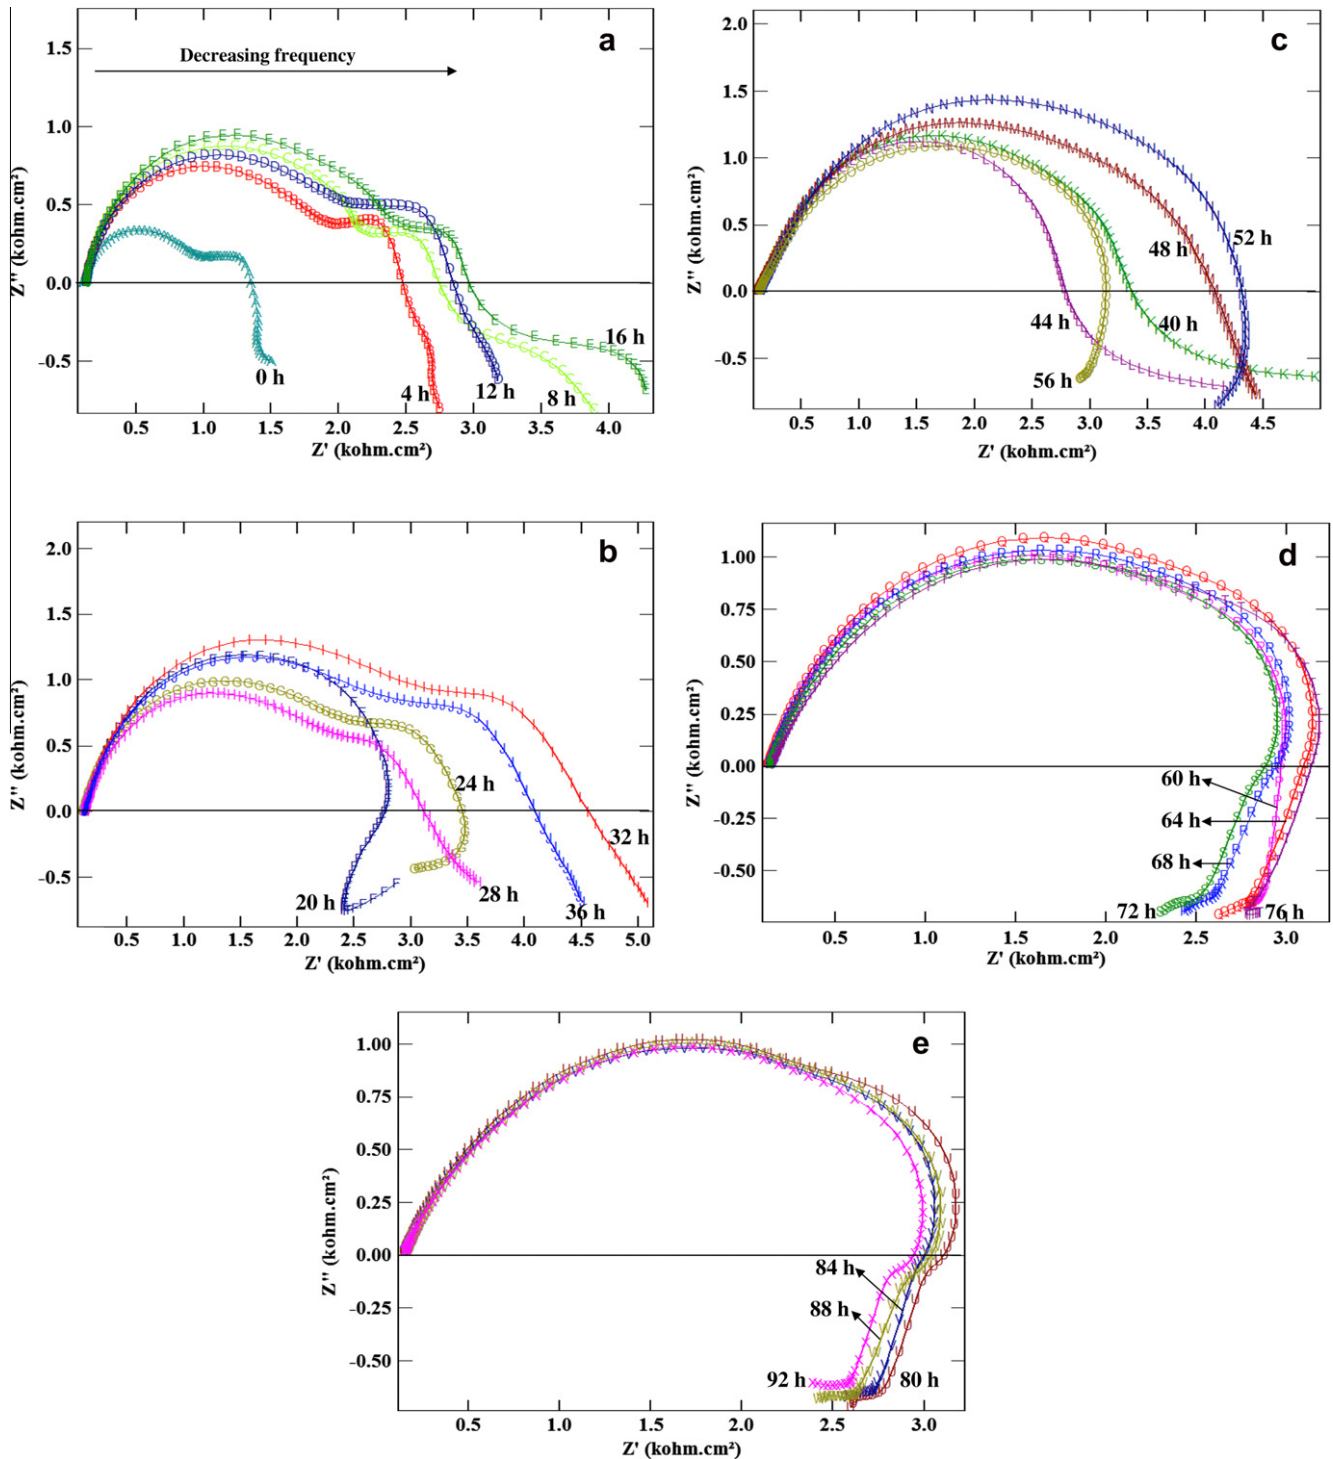 a
Decreasing frequency
1.5
1.0
0.5
0.0
-0.5
Z'' (kohm.cm²)
0 h
4 h
12 h
8 h
16 h
0.5 1.0 1.5 2.0 2.5 3.0 3.5 4.0
Z' (kohm.cm²)
c
2.0
1.5
1.0
0.5
0.0
-0.5
Z'' (kohm.cm²)
52 h
48 h
44 h
40 h
56 h
0.5 1.0 1.5 2.0 2.5 3.0 3.5 4.0 4.5
Z' (kohm.cm²)
b
2.0
1.5
1.0
0.5
0.0
-0.5
Z'' (kohm.cm²)
24 h
32 h
20 h
28 h
36 h
0.5 1.0 1.5 2.0 2.5 3.0 3.5 4.0 4.5 5.0
Z' (kohm.cm²)
d
1.00
0.75
0.50
0.25
0.00
-0.25
-0.50
Z'' (kohm.cm²)
60 h
64 h
68 h
72 h
76 h
0.5 1.0 1.5 2.0 2.5 3.0
Z' (kohm.cm²)
e
1.00
0.75
0.50
0.25
0.00
-0.25
-0.50
Z'' (kohm.cm²)
84 h
88 h
92 h
80 h
0.5 1.0 1.5 2.0 2.5 3.0
Z' (kohm.cm²)